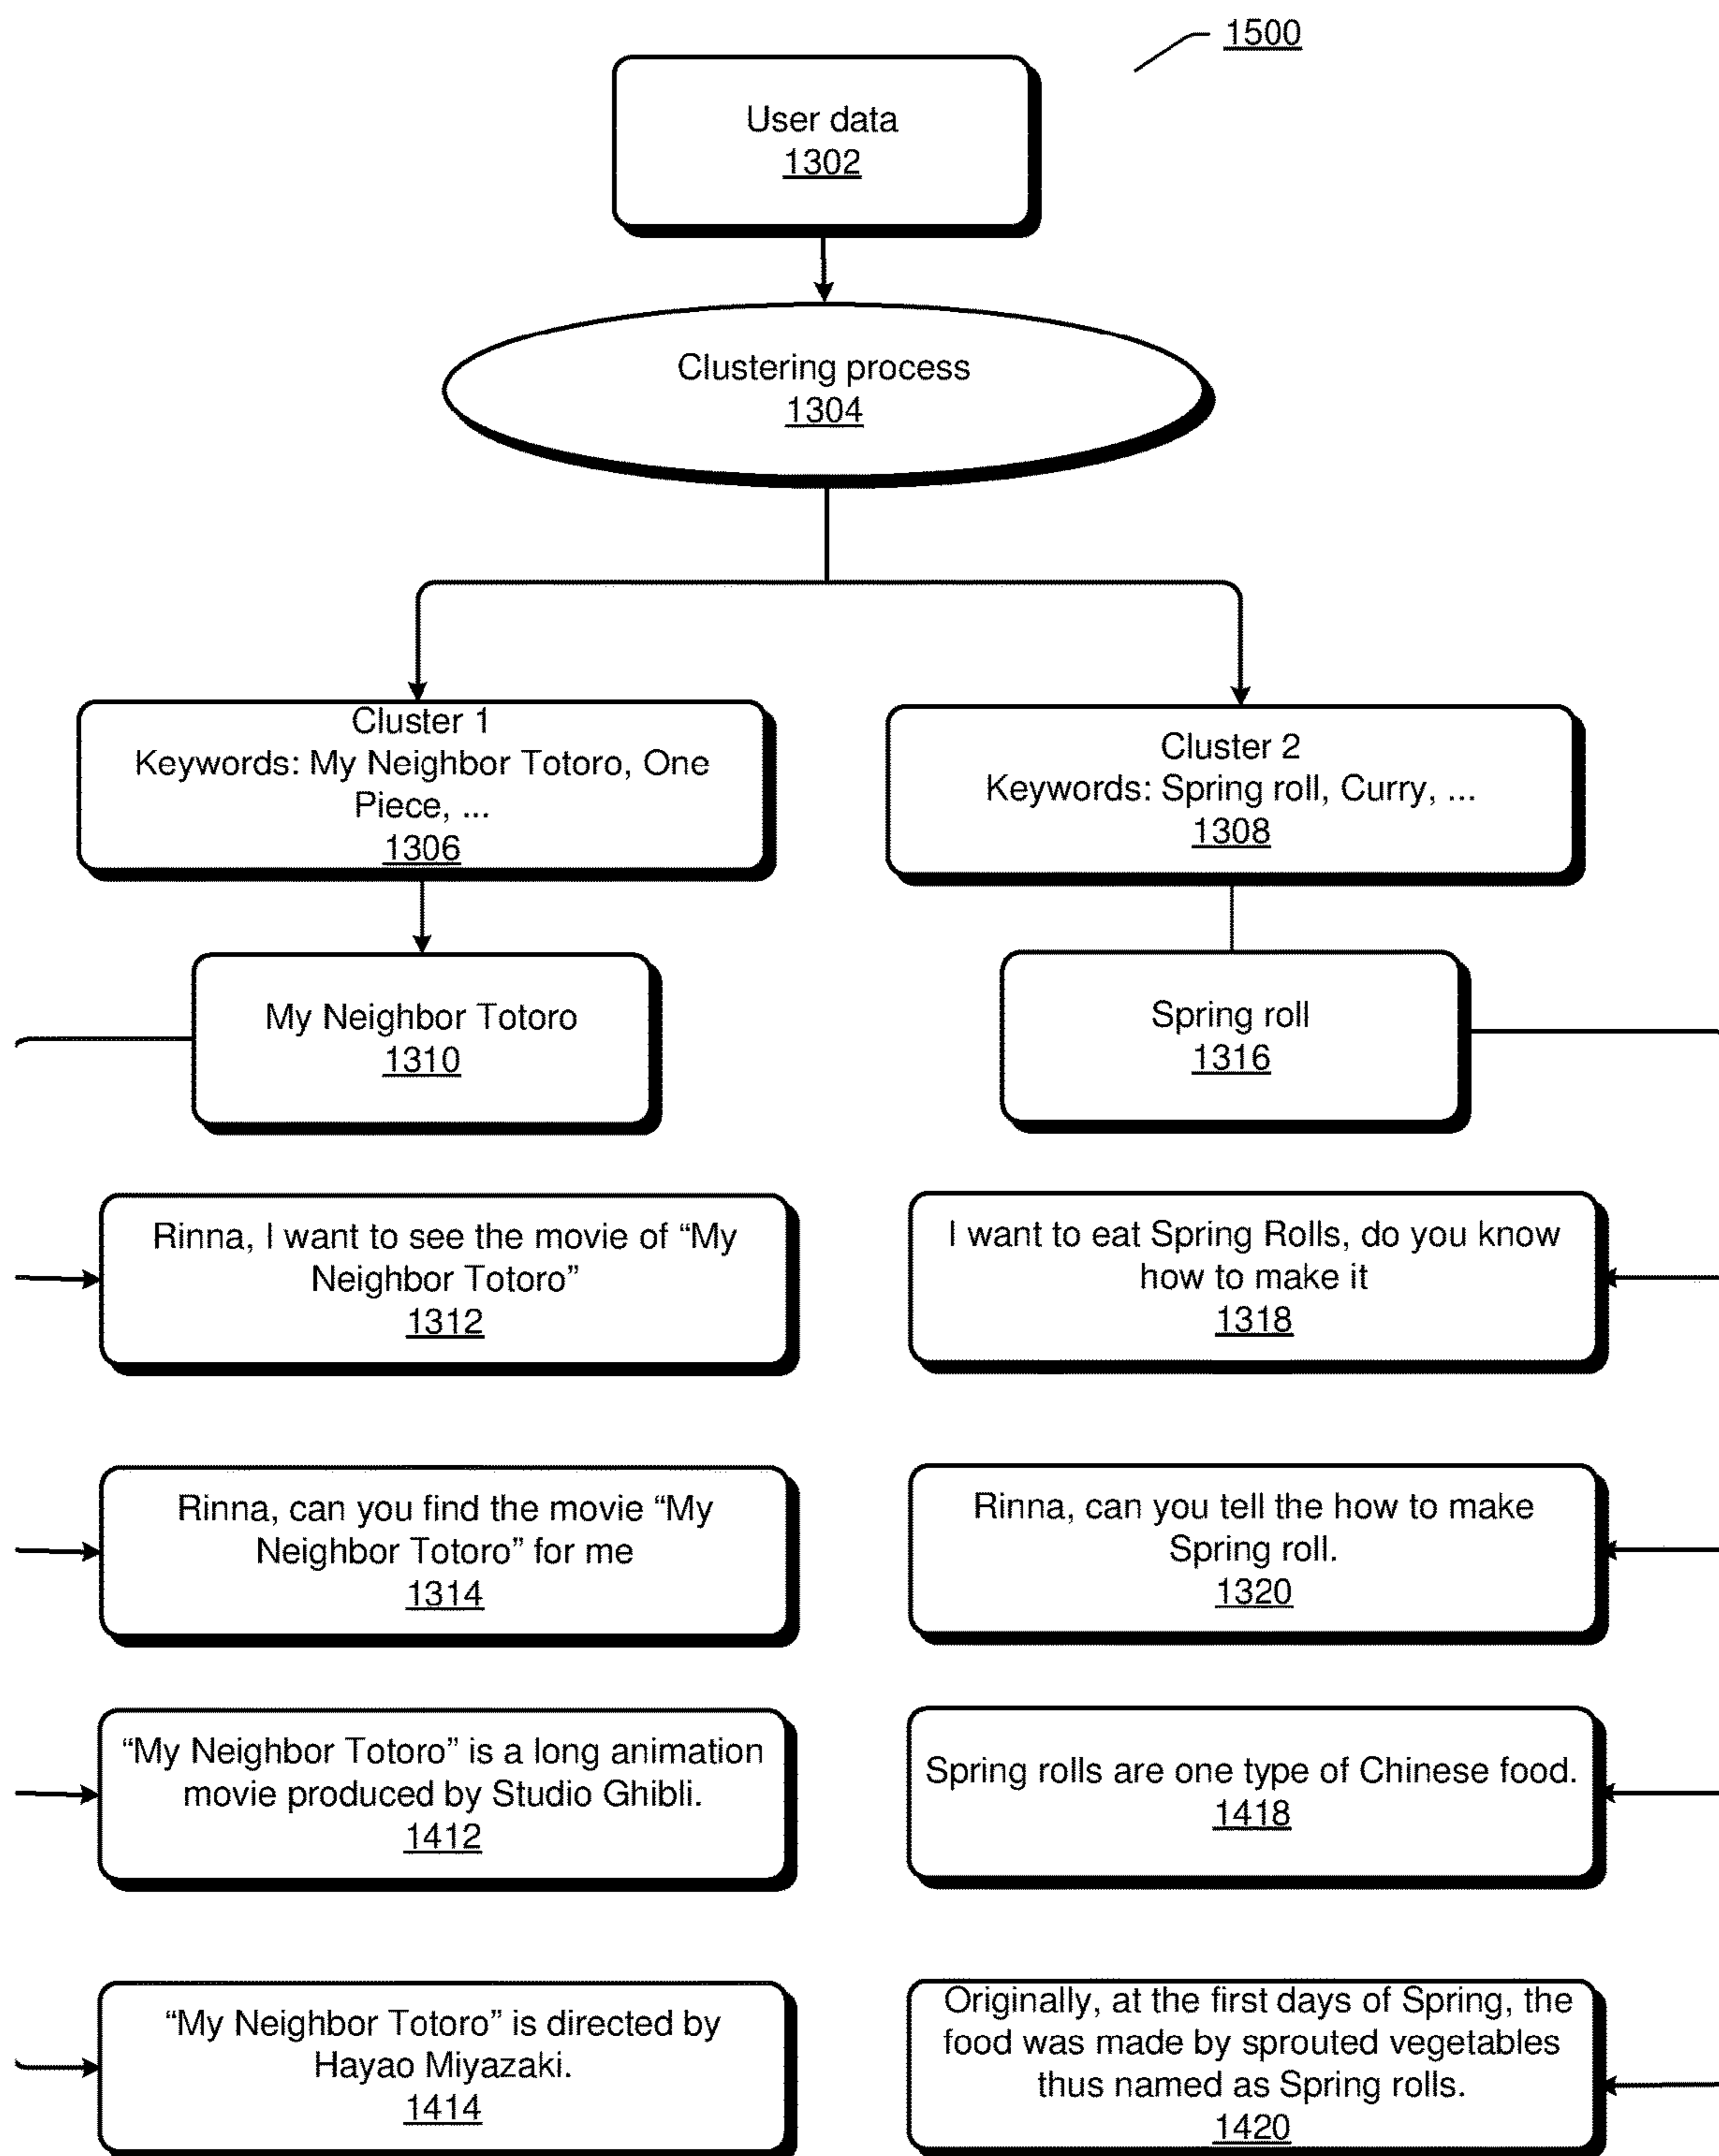 1500
User data
1302
Clustering process
1304
Cluster 1
Keywords: My Neighbor Totoro, One
Piece, ...
1306
Cluster 2
Keywords: Spring roll, Curry, ...
1308
My Neighbor Totoro
1310
Spring roll
1316
Rinna, I want to see the movie of “My
Neighbor Totoro”
1312
I want to eat Spring Rolls, do you know
how to make it
1318
Rinna, can you find the movie “My
Neighbor Totoro” for me
1314
Rinna, can you tell the how to make
Spring roll.
1320
“My Neighbor Totoro” is a long animation
movie produced by Studio Ghibli.
1412
Spring rolls are one type of Chinese food.
1418
“My Neighbor Totoro” is directed by
Hayao Miyazaki.
1414
Originally, at the first days of Spring, the
food was made by sprouted vegetables
thus named as Spring rolls.
1420